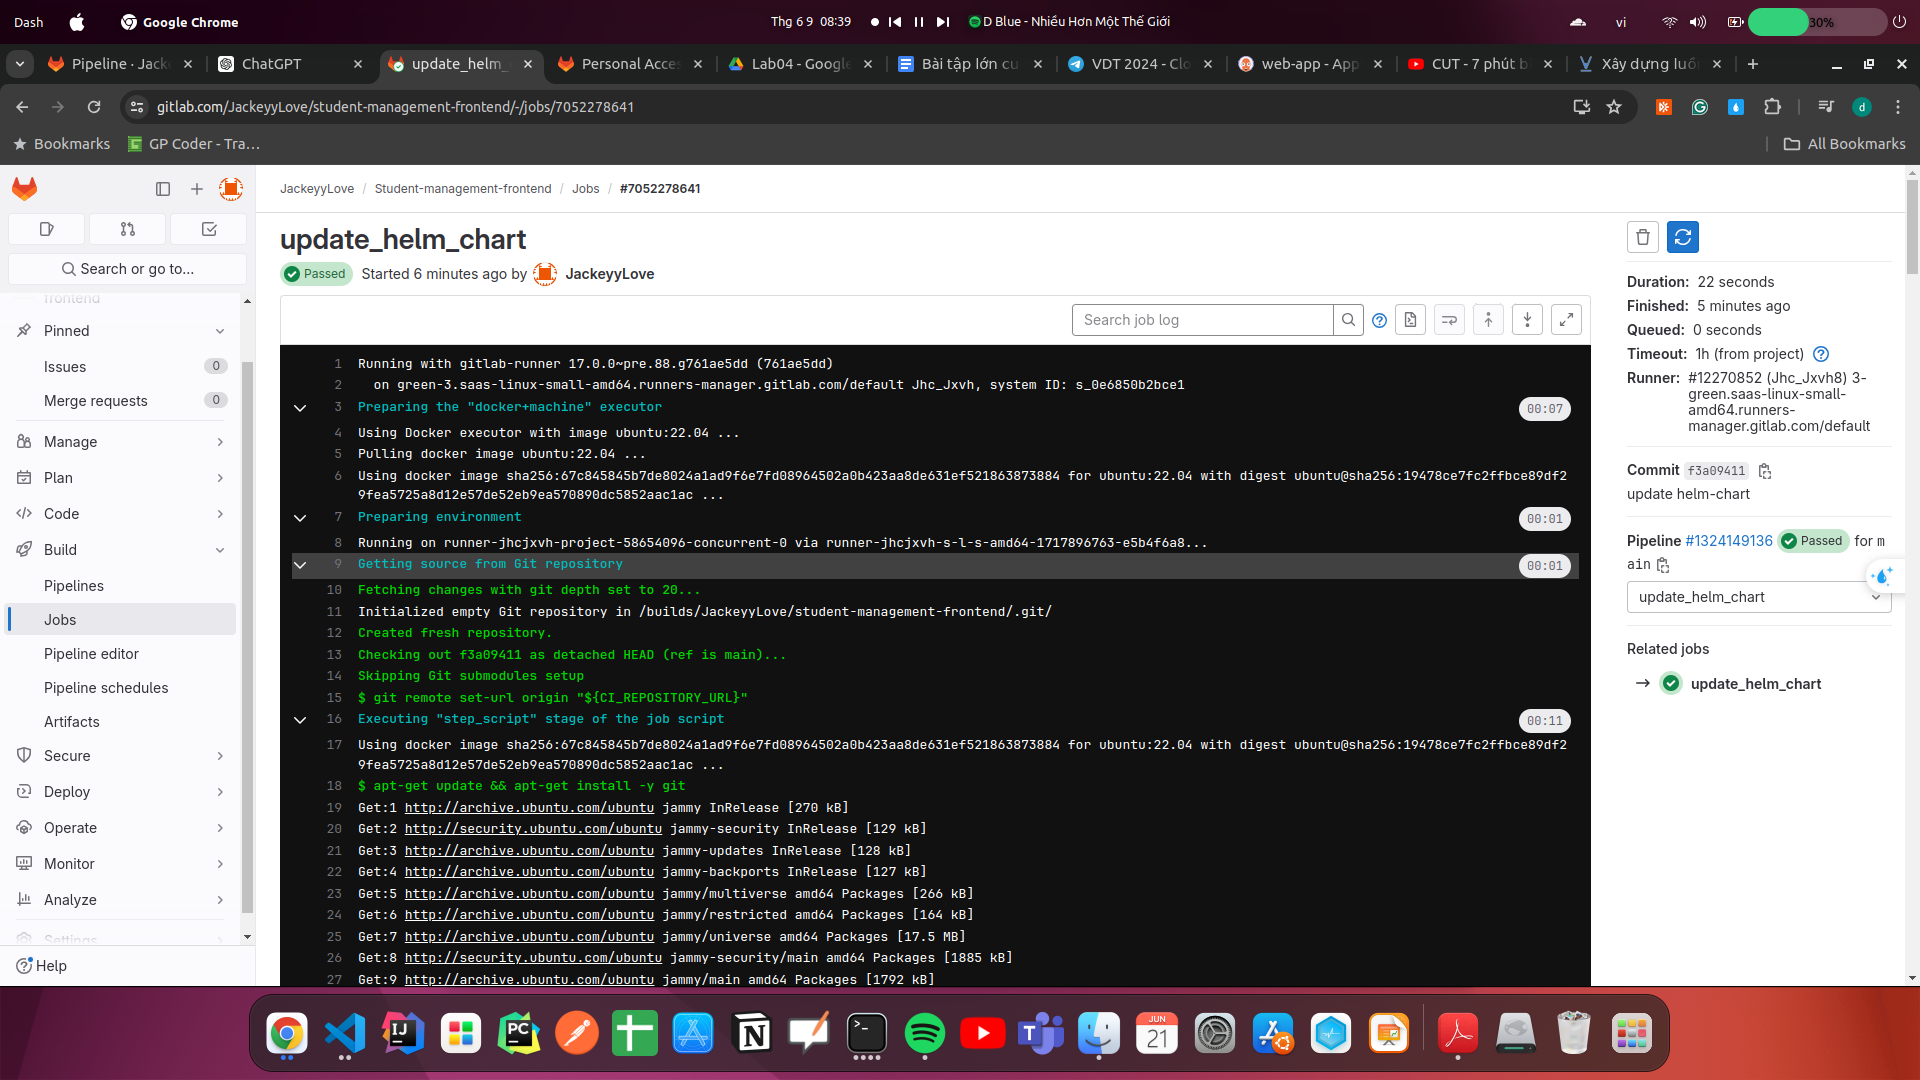 Dash
Google Chrome
Thg 6 9 08:39
D Blue - Nhiều Hơn Một Thế Giới
vi
30%
Pipeline · Jack
ChatGPT
update_helm_
Personal Acces
Lab04 - Google
Bài tập lớn cu
VDT 2024 - Clo
web-app - App
CUT - 7 phút b
Xây dựng luồ
gitlab.com/JackeyyLove/student-management-frontend/-/jobs/7052278641
d
Bookmarks
GP Coder - Tra…
All Bookmarks
Search or go to...
frontend
Pinned
Issues 0
Merge requests 0
Manage
Plan
Code
Build
Pipelines
Jobs
Pipeline editor
Pipeline schedules
Artifacts
Secure
Deploy
Operate
Monitor
Analyze
Settings
Help
JackeyyLove / Student-management-frontend / Jobs / #7052278641
update_helm_chart
Passed Started 6 minutes ago by JackeyyLove
Search job log
1 Running with gitlab-runner 17.0.0~pre.88.g761ae5dd (761ae5dd)
2 on green-3.saas-linux-small-amd64.runners-manager.gitlab.com/default Jhc_Jxvh, system ID: s_0e6850b2bce1
3 Preparing the "docker+machine" executor 00:07
4 Using Docker executor with image ubuntu:22.04 ...
5 Pulling docker image ubuntu:22.04 ...
6 Using docker image sha256:67c845845b7de8024a1ad9f6e7fd08964502a0b423aa8de631ef521863873884 for ubuntu:22.04 with digest ubuntu@sha256:19478ce7fc2ffbce89df2
9fea5725a8d12e57de52eb9ea570890dc5852aac1ac ...
7 Preparing environment 00:01
8 Running on runner-jhcjxvh-project-58654096-concurrent-0 via runner-jhcjxvh-s-l-s-amd64-1717896763-e5b4f6a8...
9 Getting source from Git repository 00:01
10 Fetching changes with git depth set to 20...
11 Initialized empty Git repository in /builds/JackeyyLove/student-management-frontend/.git/
12 Created fresh repository.
13 Checking out f3a09411 as detached HEAD (ref is main)...
14 Skipping Git submodules setup
15 $ git remote set-url origin "${CI_REPOSITORY_URL}"
16 Executing "step_script" stage of the job script 00:11
17 Using docker image sha256:67c845845b7de8024a1ad9f6e7fd08964502a0b423aa8de631ef521863873884 for ubuntu:22.04 with digest ubuntu@sha256:19478ce7fc2ffbce89df2
9fea5725a8d12e57de52eb9ea570890dc5852aac1ac ...
18 $ apt-get update && apt-get install -y git
19 Get:1 http://archive.ubuntu.com/ubuntu jammy InRelease [270 kB]
20 Get:2 http://security.ubuntu.com/ubuntu jammy-security InRelease [129 kB]
21 Get:3 http://archive.ubuntu.com/ubuntu jammy-updates InRelease [128 kB]
22 Get:4 http://archive.ubuntu.com/ubuntu jammy-backports InRelease [127 kB]
23 Get:5 http://archive.ubuntu.com/ubuntu jammy/multiverse amd64 Packages [266 kB]
24 Get:6 http://archive.ubuntu.com/ubuntu jammy/restricted amd64 Packages [164 kB]
25 Get:7 http://archive.ubuntu.com/ubuntu jammy/universe amd64 Packages [17.5 MB]
26 Get:8 http://security.ubuntu.com/ubuntu jammy-security/main amd64 Packages [1885 kB]
27 Get:9 http://archive.ubuntu.com/ubuntu jammy/main amd64 Packages [1792 kB]
Duration: 22 seconds
Finished: 5 minutes ago
Queued: 0 seconds
Timeout: 1h (from project)
Runner: #12270852 (Jhc_Jxvh8) 3-
green.saas-linux-small-
amd64.runners-
manager.gitlab.com/default
Commit f3a09411
update helm-chart
Pipeline #1324149136 Passed for m
ain
update_helm_chart
Related jobs
update_helm_chart
IJ
PC
N
T
JUN
21